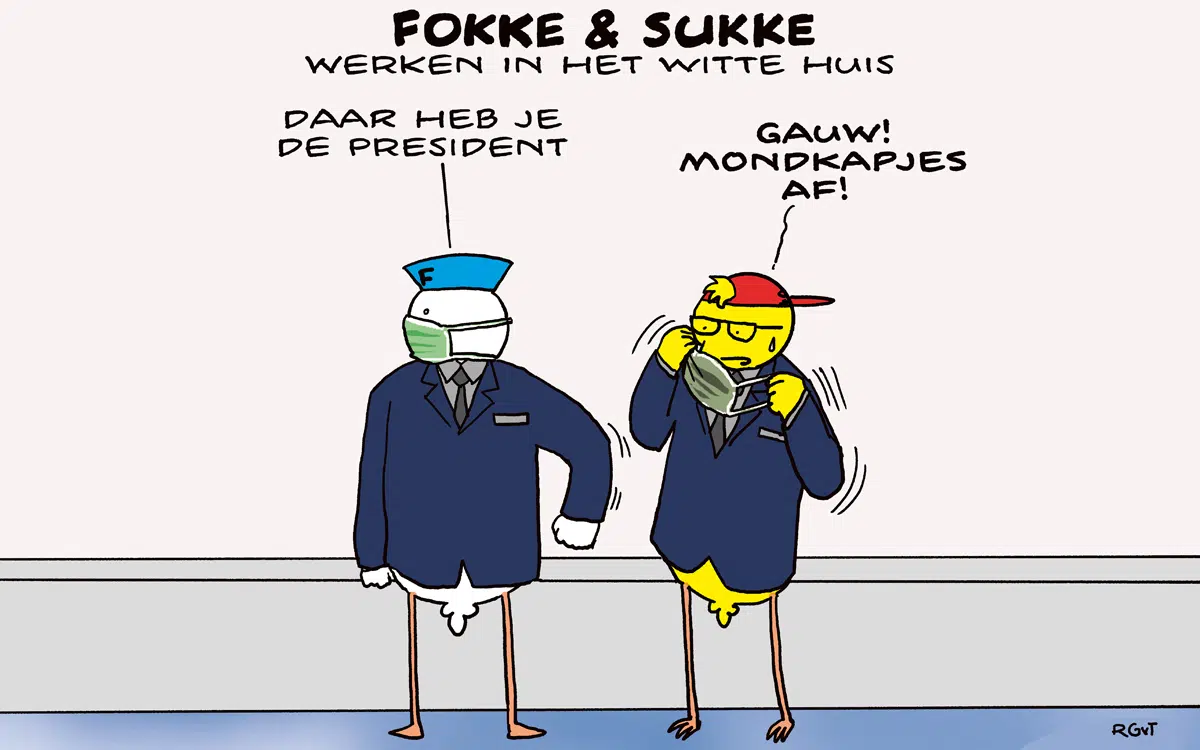 FOKKE & SUKKE
WERKEN IN HET WITTE HUIS
DAAR HEB JE
DE PRESIDENT
GAUW!
MONDKAPJES
AF!
F
RGvT